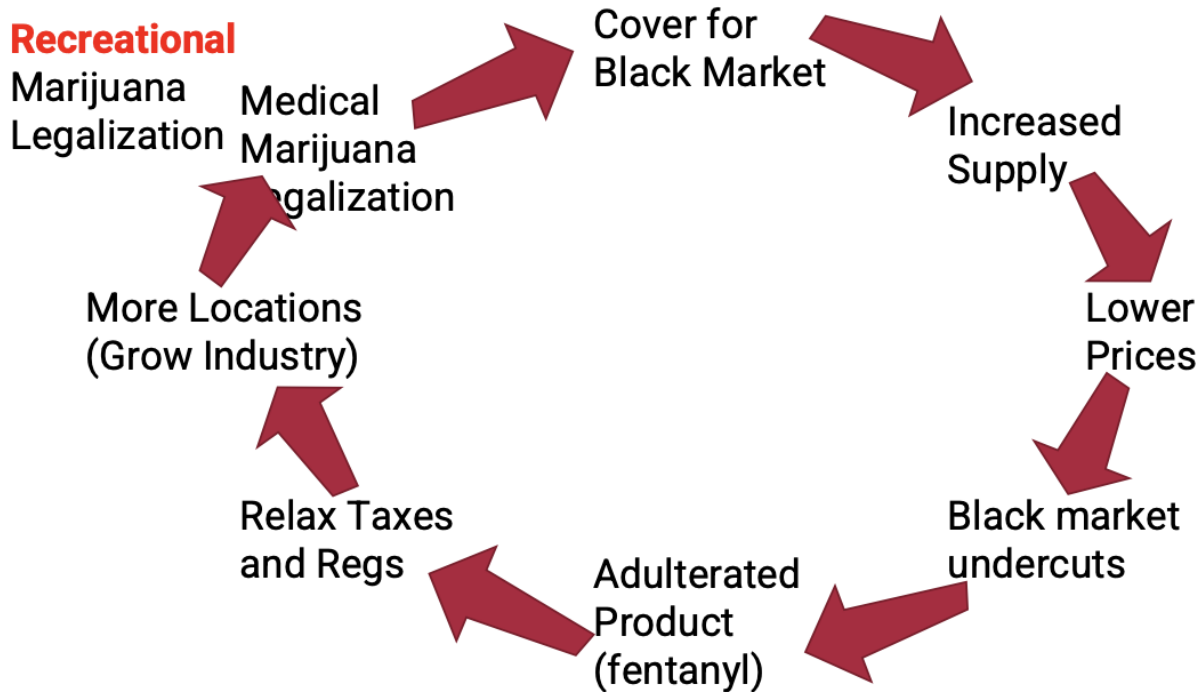 Recreational
Marijuana
Legalization
Medical
Marijuana
egalization
Cover for
Black Market
Increased
Supply
Lower
Prices
Black market
undercuts
Adulterated
Product
(fentanyl)
Relax Taxes
and Regs
More Locations
(Grow Industry)